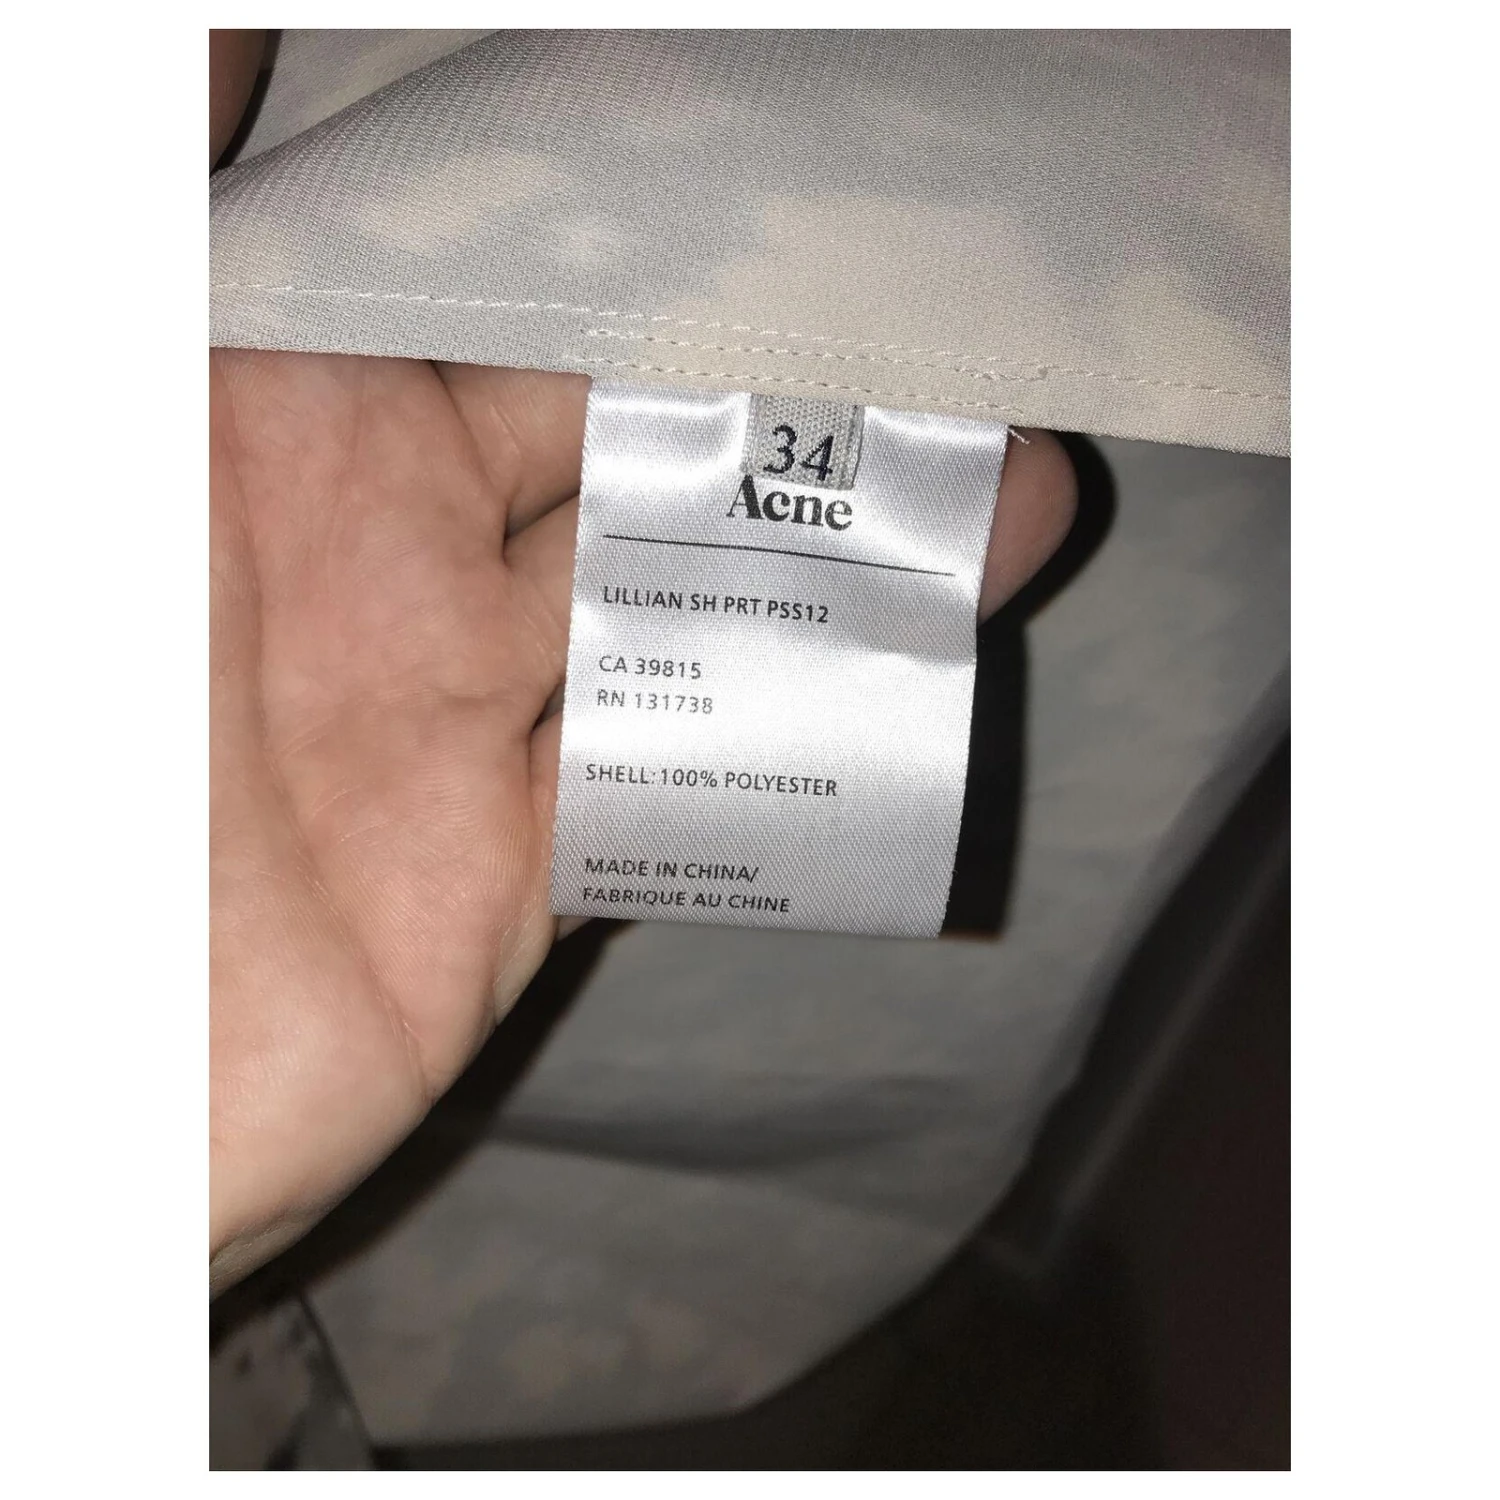 34
Acne
LILLIAN SH PRT PSS12
CA 39815
RN 131738
SHELL: 100% POLYESTER
MADE IN CHINA/
FABRIQUE AU CHINE